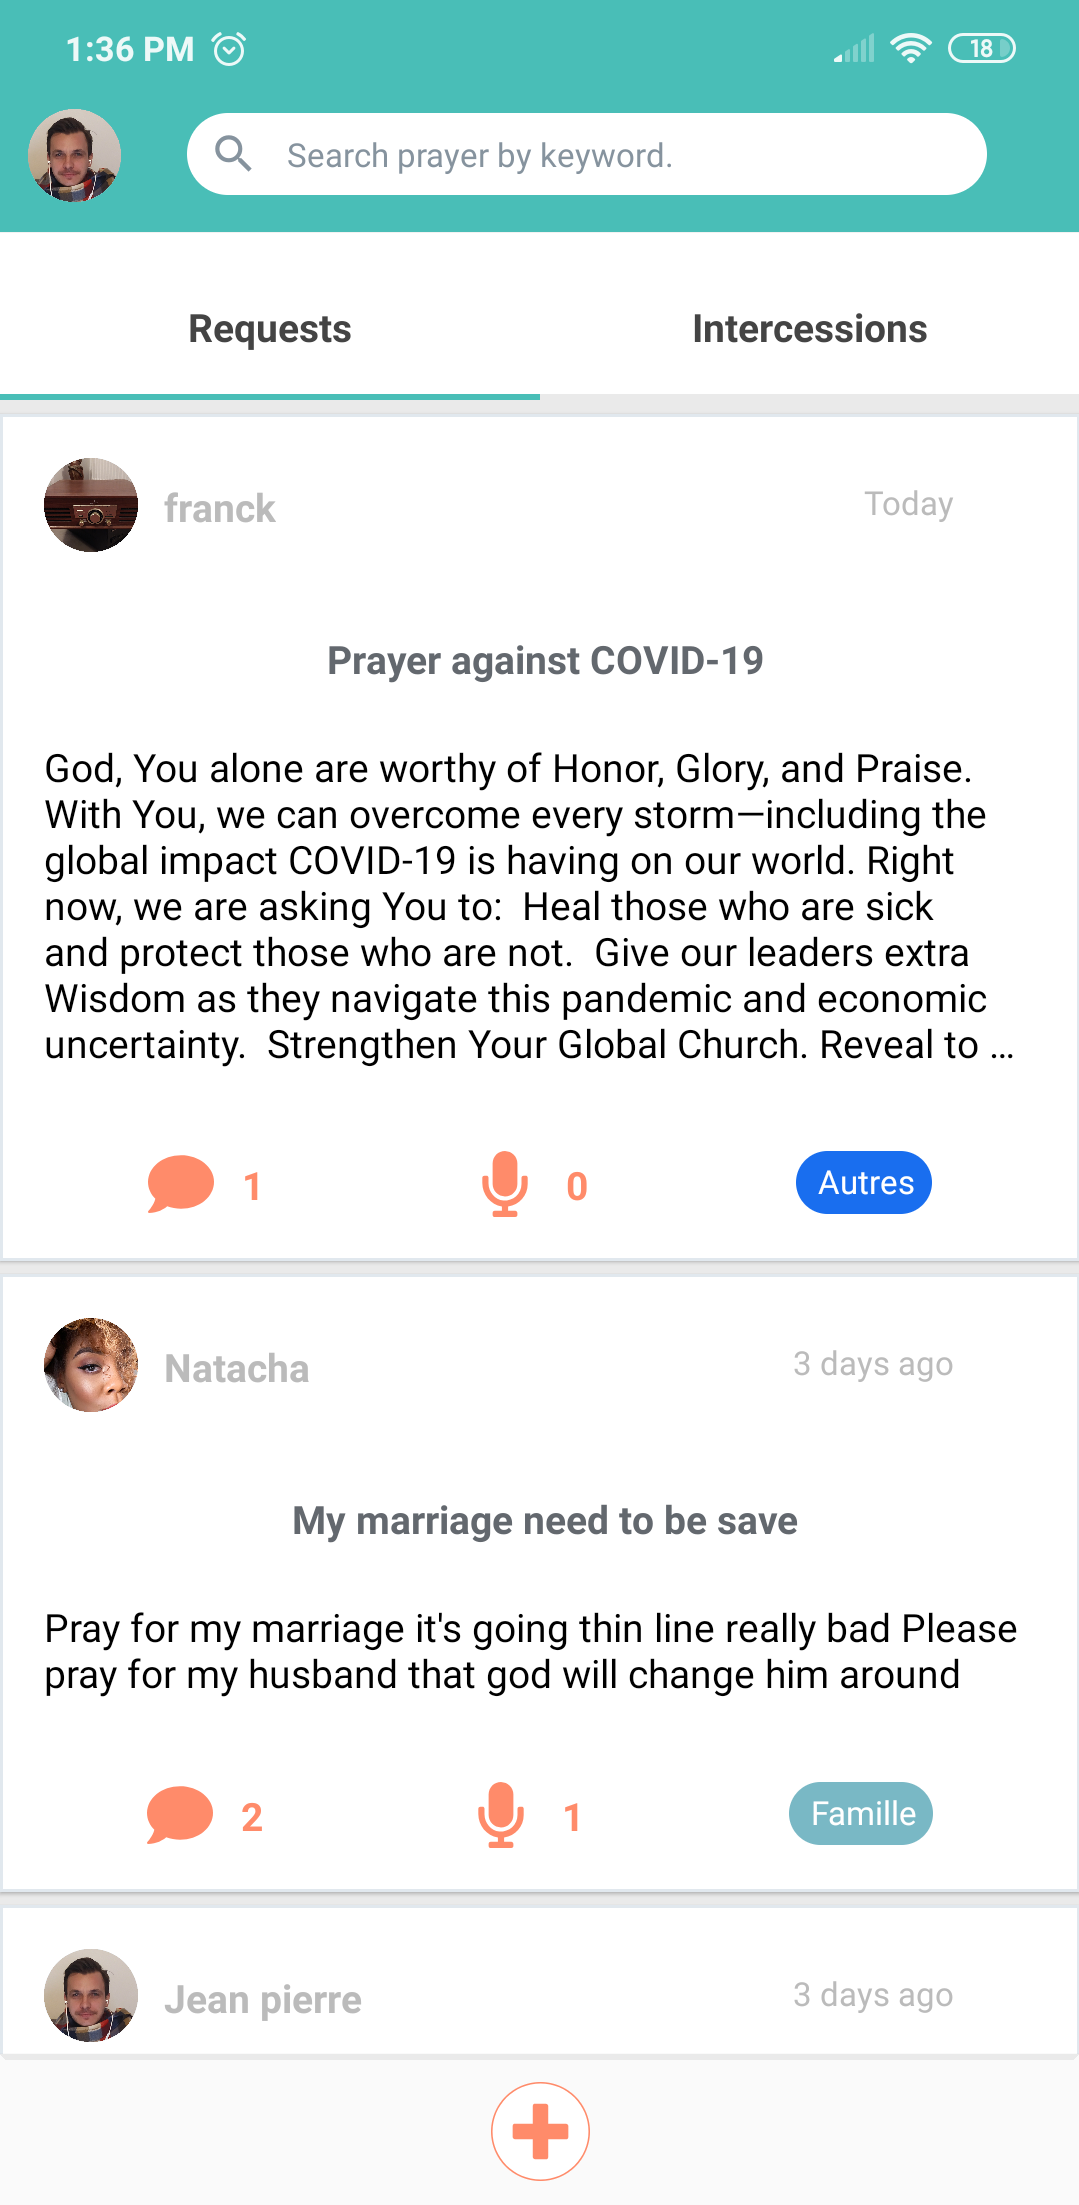 1:36 PM
18
Search prayer by keyword.
Requests
Intercessions
franck
Today
Prayer against COVID-19
God, You alone are worthy of Honor, Glory, and Praise.
With You, we can overcome every storm—including the
global impact COVID-19 is having on our world. Right
now, we are asking You to:  Heal those who are sick
and protect those who are not.  Give our leaders extra
Wisdom as they navigate this pandemic and economic
uncertainty.  Strengthen Your Global Church. Reveal to ...
1
0
Autres
Natacha
3 days ago
My marriage need to be save
Pray for my marriage it's going thin line really bad Please
pray for my husband that god will change him around
2
1
Famille
Jean pierre
3 days ago